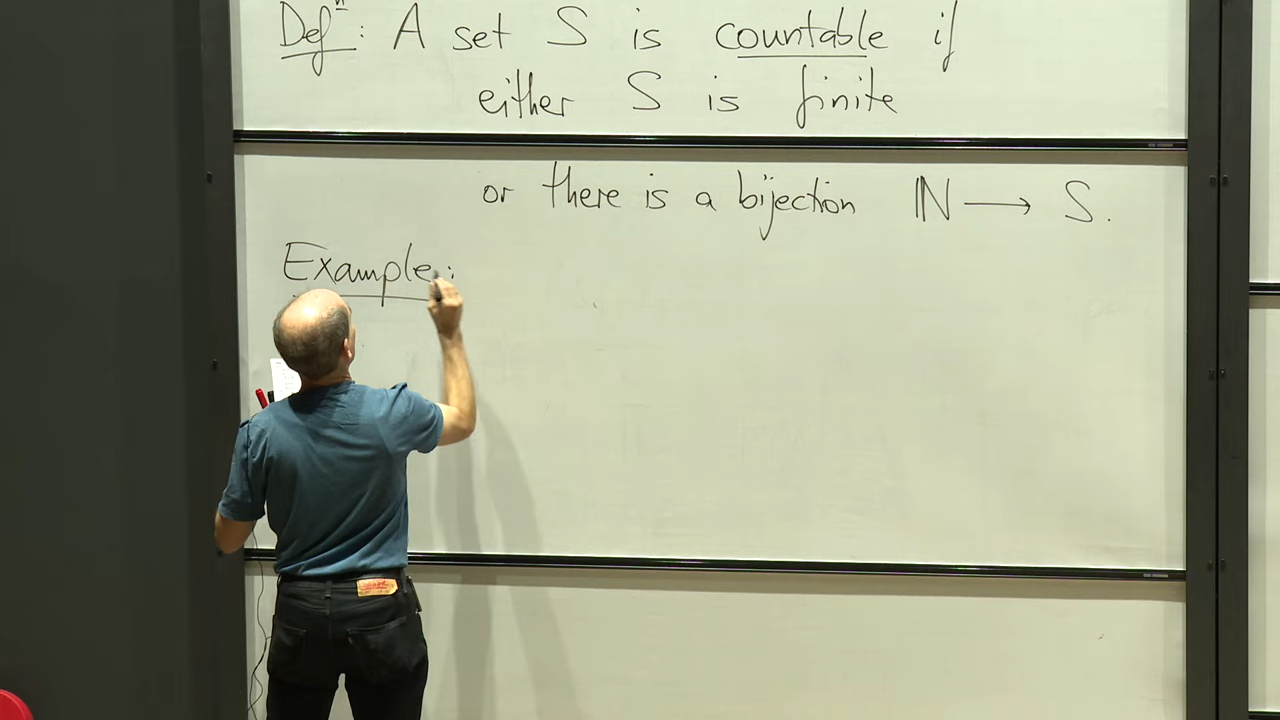 Defⁿ: A set S is countable if
either S is finite
or there is a bijection ℕ ⟶ S.
Example: